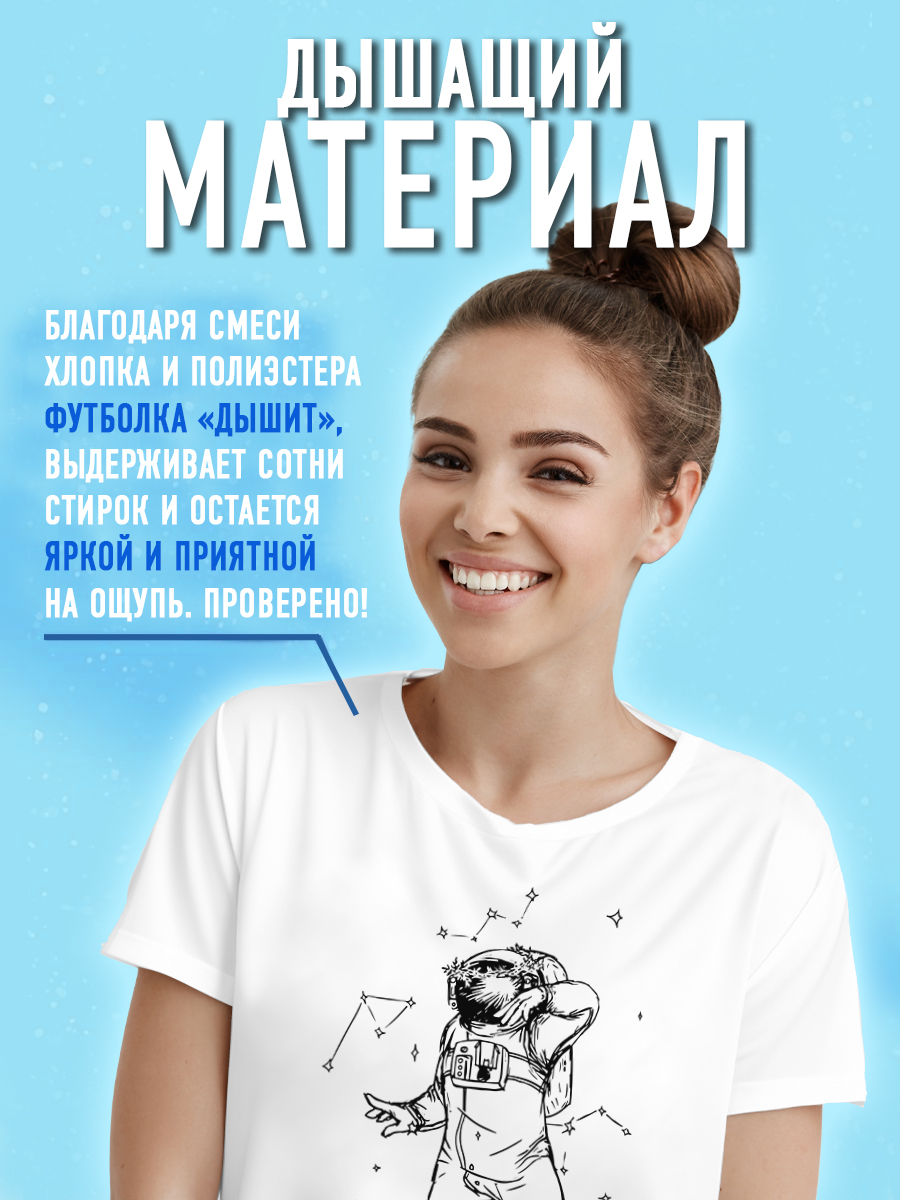 ДЫШАЩИЙ
МАТЕРИАЛ
БЛАГОДАРЯ СМЕСИ
ХЛОПКА И ПОЛИЭСТЕРА
ФУТБОЛКА «ДЫШИТ»,
ВЫДЕРЖИВАЕТ СОТНИ
СТИРОК И ОСТАЕТСЯ
ЯРКОЙ И ПРИЯТНОЙ
НА ОЩУПЬ. ПРОВЕРЕНО!